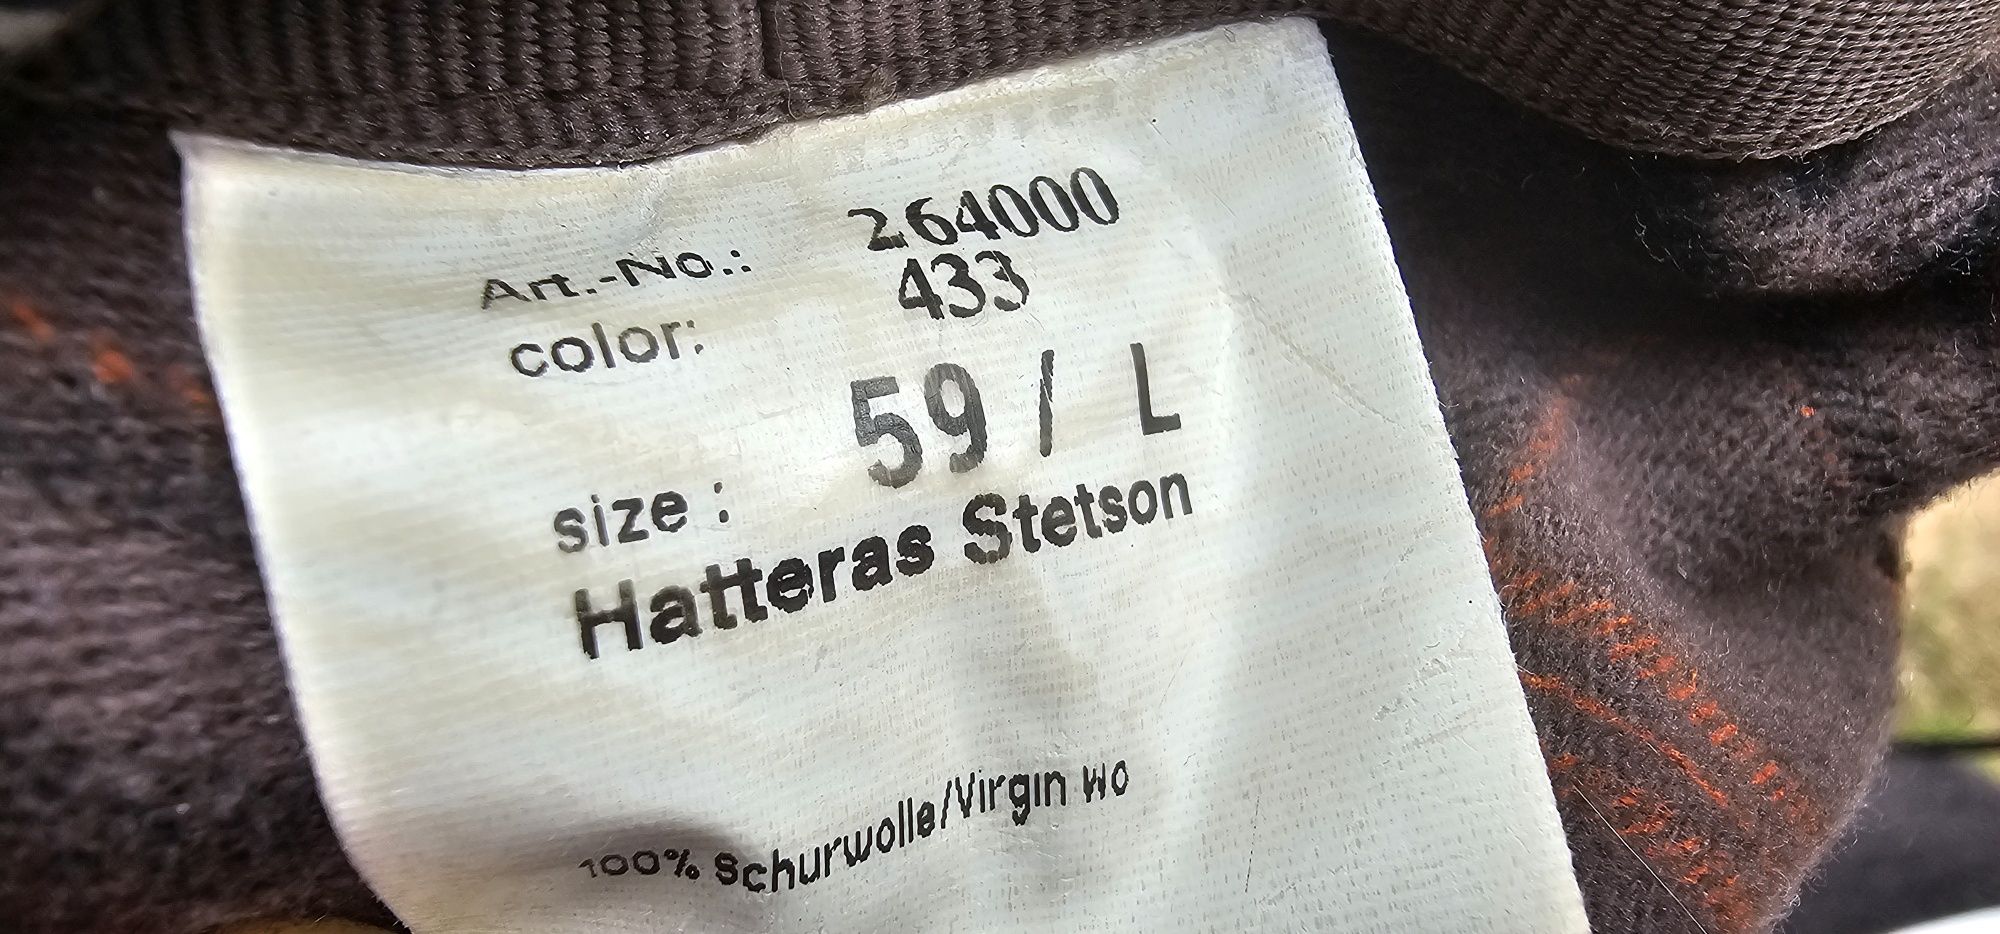 Art.-No.: 264000
color: 433
size : 59 / L
Hatteras Stetson
100% Schurwolle/Virgin Wo